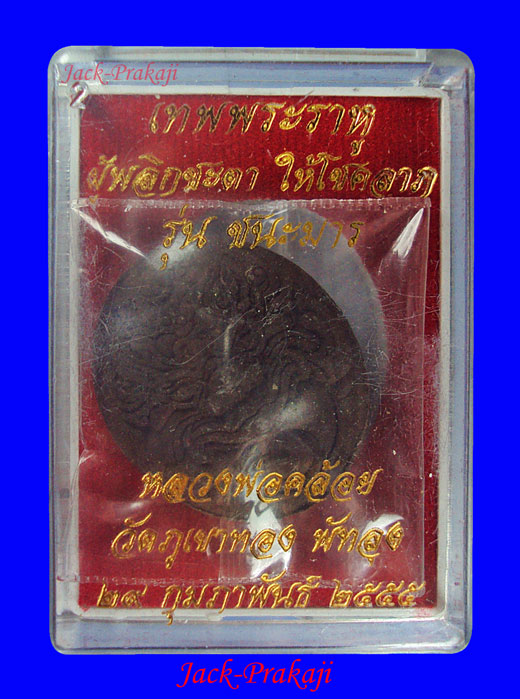 Jack-Prakaji
เทพพระราหู
ผู้พลิกชะตา ให้โชคลาภ
รุ่น ชนะมาร
หลวงพ่อคล้อย
วัดภูเขาทอง พัทลุง
๒๙ กุมภาพันธ์ ๒๕๕๕
Jack-Prakaji